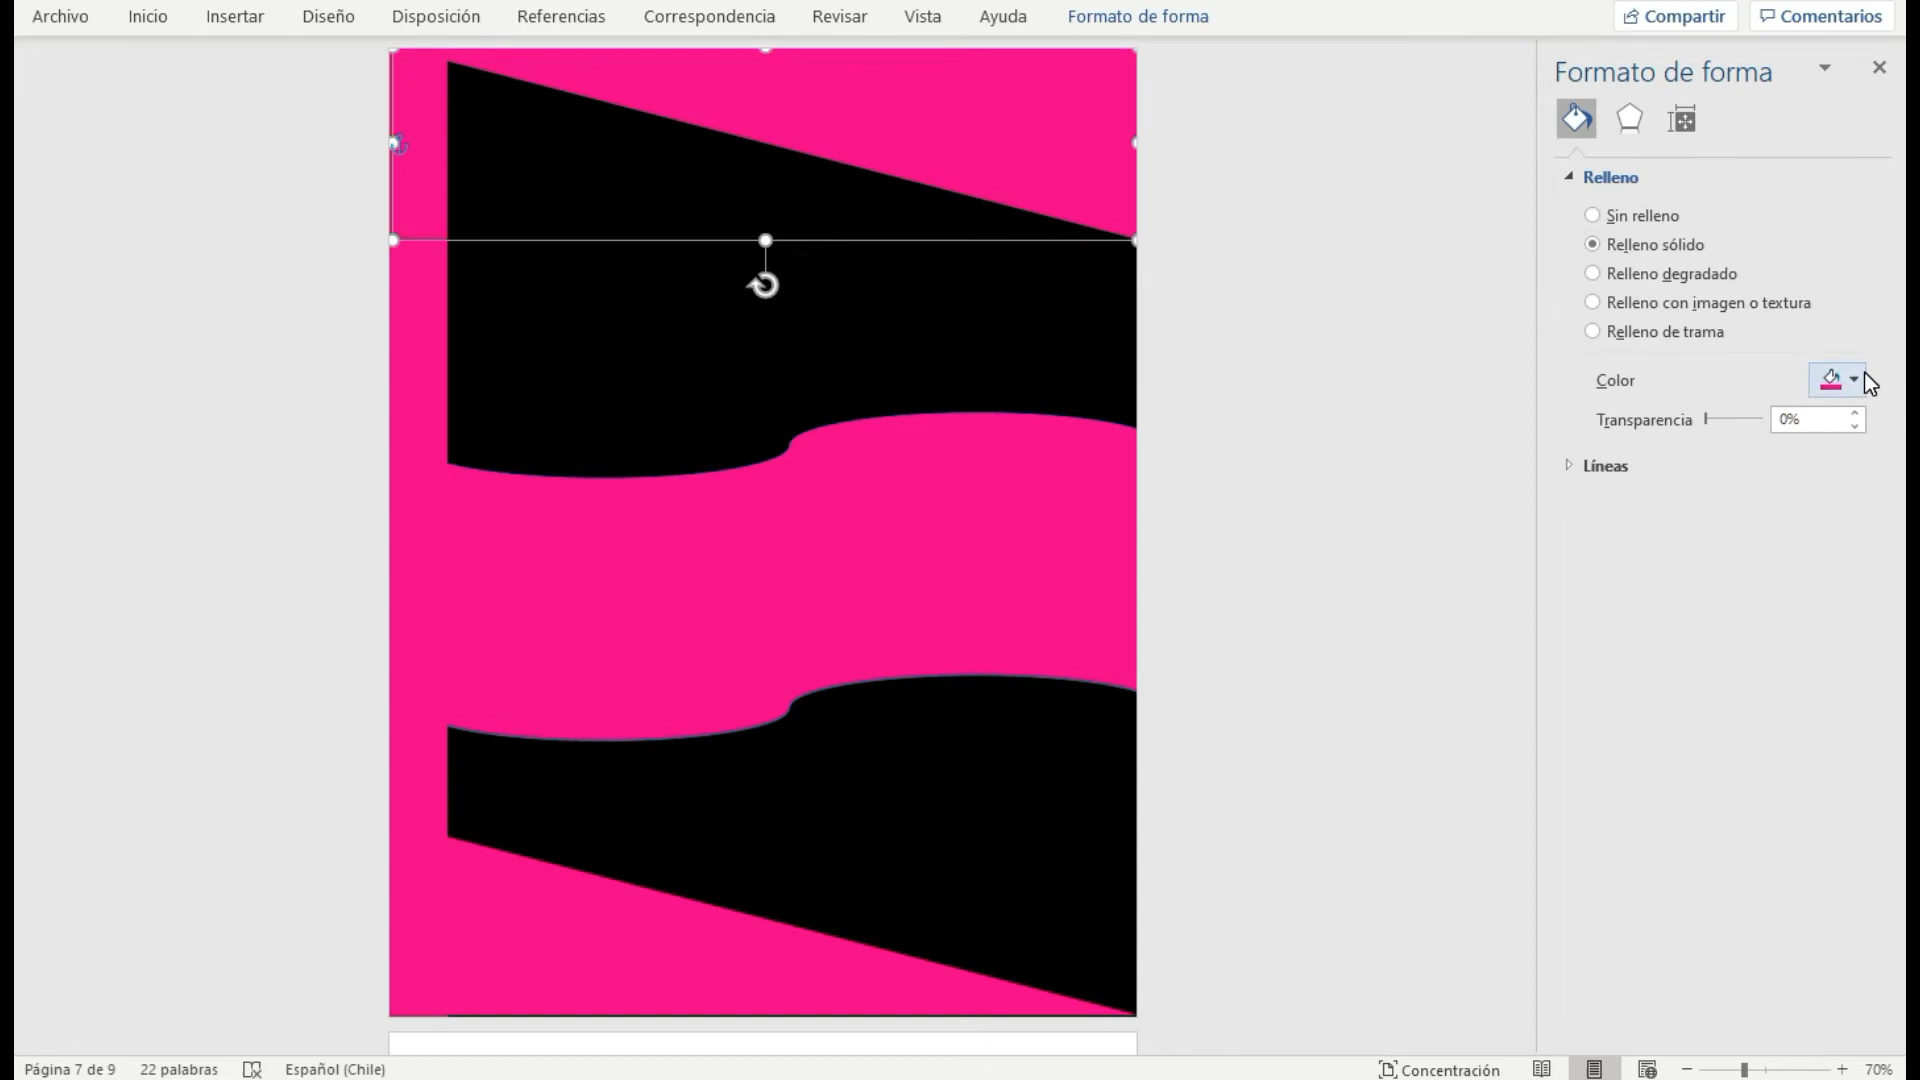 Archivo Inicio Insertar Diseño Disposición Referencias Correspondencia Revisar Vista Ayuda Formato de forma Compartir Comentarios
Formato de forma
Relleno
Sin relleno
Relleno sólido
Relleno degradado
Relleno con imagen o textura
Relleno de trama
Color
Transparencia 0%
Líneas
Página 7 de 9 22 palabras Español (Chile) Concentración 70%